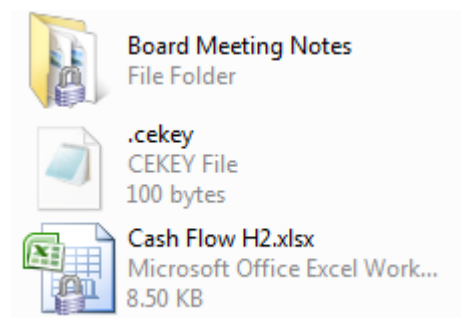 Board Meeting Notes
File Folder
.cekey
CEKEY File
100 bytes
Cash Flow H2.xlsx
Microsoft Office Excel Work...
8.50 KB